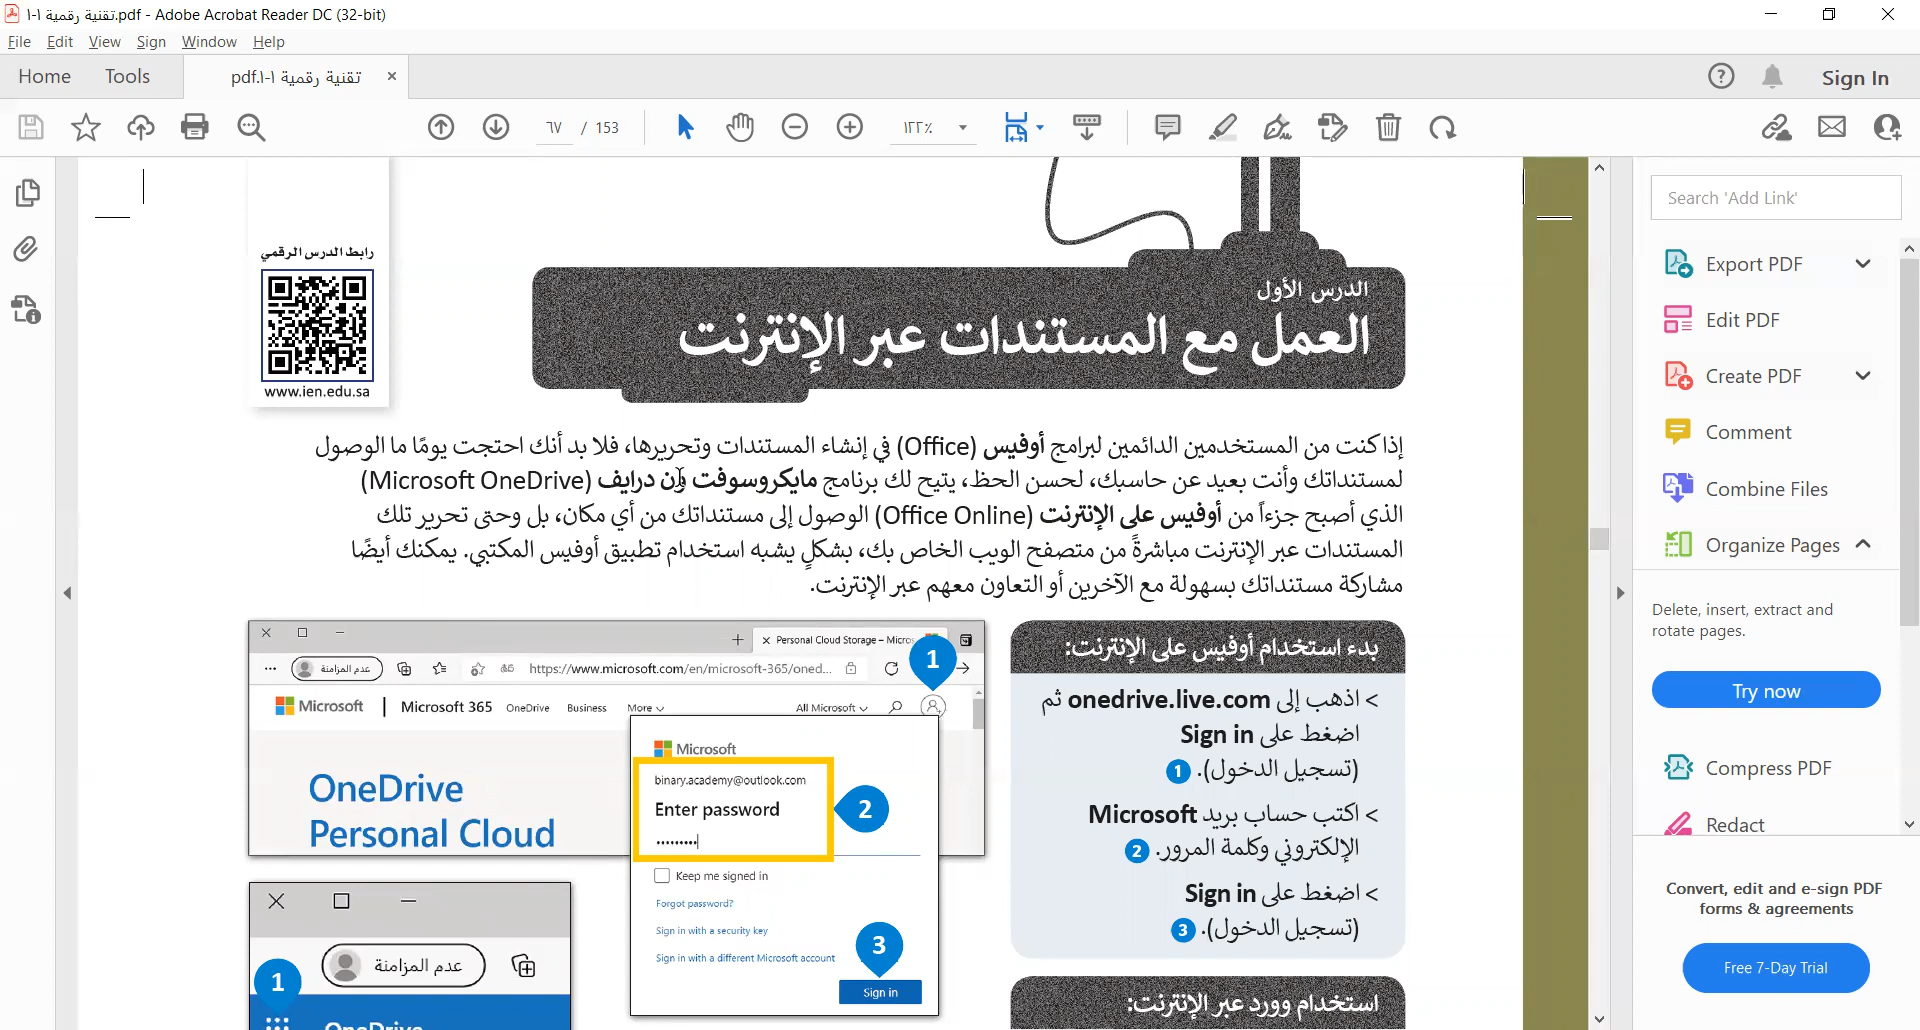 تقنية رقمية ١-١.pdf - Adobe Acrobat Reader DC (32-bit)
File Edit View Sign Window Help
Home Tools تقنية رقمية ١-١.pdf Sign In
٦٧ / 153 ١٢٢٪
رابط الدرس الرقمي
www.ien.edu.sa
الدرس الأول
العمل مع المستندات عبر الإنترنت
إذا كنت من المستخدمين الدائمين لبرامج أوفيس (Office) في إنشاء المستندات وتحريرها، فلا بد أنك احتجت يومًا ما الوصول
لمستنداتك وأنت بعيد عن حاسبك، لحسن الحظ، يتيح لك برنامج مايكروسوفت ون درايف (Microsoft OneDrive)
الذي أصبح جزءاً من أوفيس على الإنترنت (Office Online) الوصول إلى مستنداتك من أي مكان، بل وحتى تحرير تلك
المستندات عبر الإنترنت مباشرةً من متصفح الويب الخاص بك، بشكلٍ يشبه استخدام تطبيق أوفيس المكتبي. يمكنك أيضًا
مشاركة مستنداتك بسهولة مع الآخرين أو التعاون معهم عبر الإنترنت.
بدء استخدام أوفيس على الإنترنت:
> اذهب إلى onedrive.live.com ثم
اضغط على Sign in
(تسجيل الدخول). 1
> اكتب حساب بريد Microsoft
الإلكتروني وكلمة المرور. 2
> اضغط على Sign in
(تسجيل الدخول). 3
استخدام وورد عبر الإنترنت:
Personal Cloud Storage – Micros
1
عدم المزامنة
https://www.microsoft.com/en/microsoft-365/oned...
Microsoft Microsoft 365 OneDrive Business More All Microsoft
OneDrive
Personal Cloud
Microsoft
binary.academy@outlook.com
Enter password
2
Keep me signed in
Forgot password?
Sign in with a security key
Sign in with a different Microsoft account
3
Sign in
عدم المزامنة
1
OneDrive
Search 'Add Link'
Export PDF
Edit PDF
Create PDF
Comment
Combine Files
Organize Pages
Delete, insert, extract and
rotate pages.
Try now
Compress PDF
Redact
Convert, edit and e-sign PDF
forms & agreements
Free 7-Day Trial